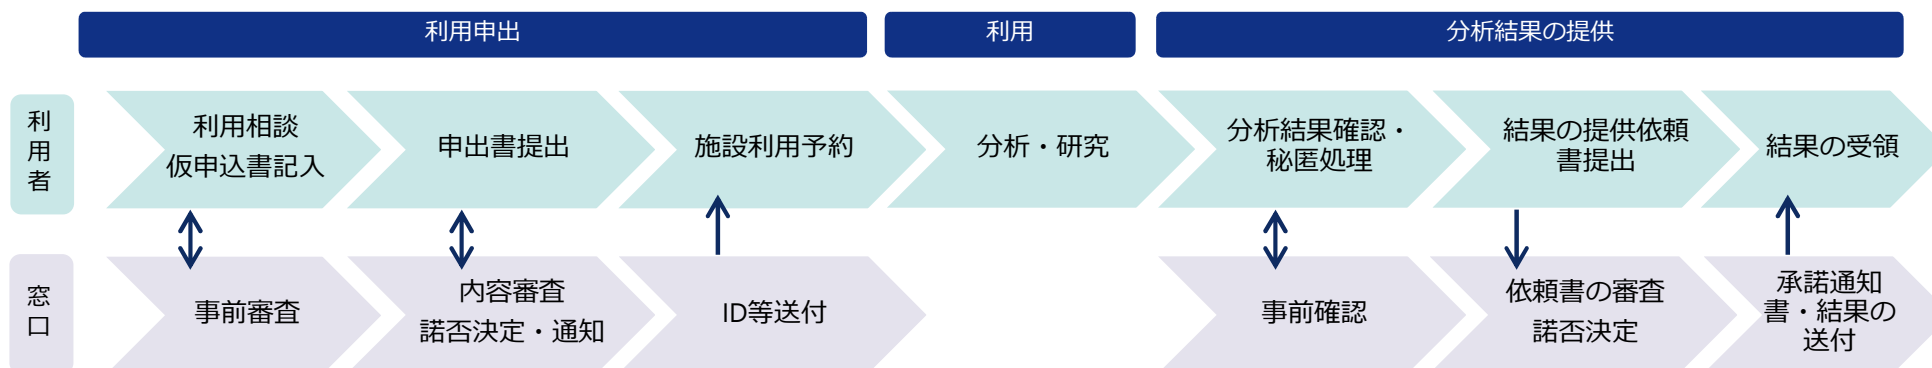 利用申出
利用
分析結果の提供
利用者
利用相談
仮申込書記入
申出書提出
施設利用予約
分析・研究
分析結果確認・
秘匿処理
結果の提供依頼
書提出
結果の受領
窓口
事前審査
内容審査
諾否決定・通知
ID等送付
事前確認
依頼書の審査
諾否決定
承諾通知
書・結果の
送付